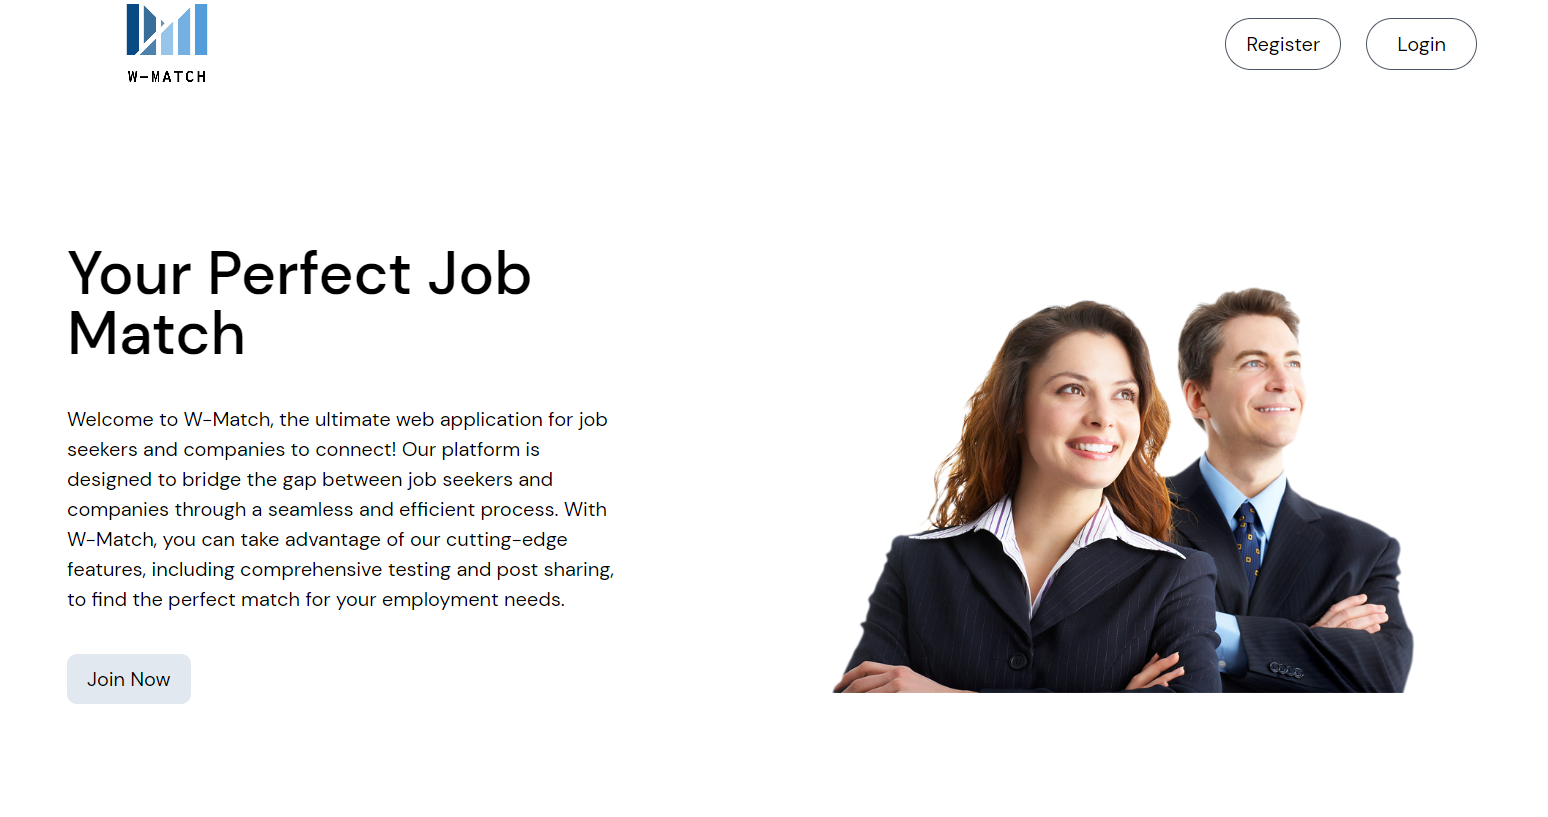 W-MATCH
Register
Login
Your Perfect Job
Match
Welcome to W-Match, the ultimate web application for job
seekers and companies to connect! Our platform is
designed to bridge the gap between job seekers and
companies through a seamless and efficient process. With
W-Match, you can take advantage of our cutting-edge
features, including comprehensive testing and post sharing,
to find the perfect match for your employment needs.
Join Now